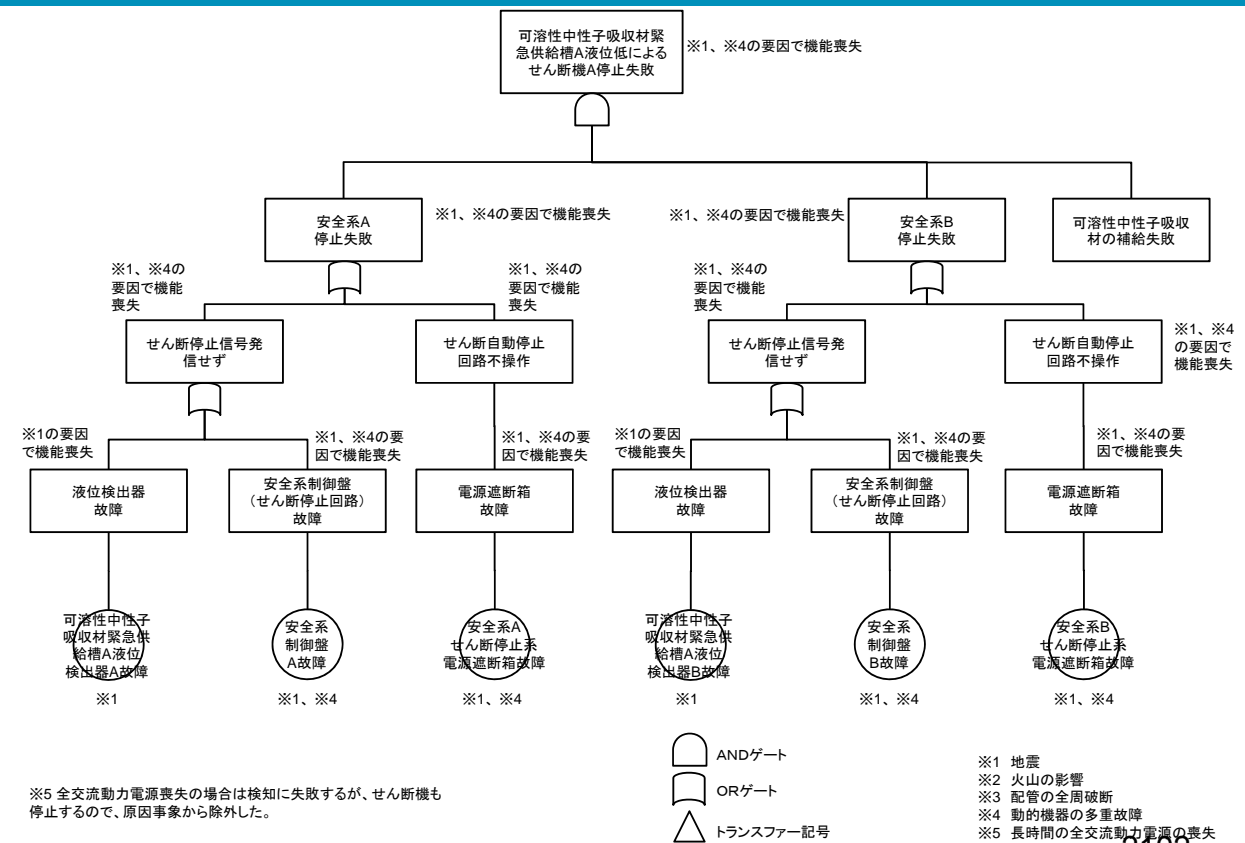 可溶性中性子吸収材緊
急供給槽A液位低による
せん断機A停止失敗
※1、※4の要因で機能喪失
安全系A
停止失敗
※1、※4の要因で機能喪失
※1、※4の要因で機能喪失
安全系B
停止失敗
可溶性中性子吸収
材の補給失敗
※1、※4の
要因で機能
喪失
※1、※4の
要因で機能
喪失
※1、※4の
要因で機能
喪失
せん断停止信号発
信せず
せん断自動停止
回路不操作
せん断停止信号発
信せず
せん断自動停止
回路不操作
※1、※4
の要因で
機能喪失
※1の要因
で機能喪失
※1、※4の要
因で機能喪失
※1、※4の要
因で機能喪失
※1の要因
で機能喪失
※1、※4の要
因で機能喪失
※1、※4の要
因で機能喪失
液位検出器
故障
安全系制御盤
(せん断停止回路)
故障
電源遮断箱
故障
液位検出器
故障
安全系制御盤
(せん断停止回路)
故障
電源遮断箱
故障
可溶性中性子
吸収材緊急供
給槽A液位
検出器A故障
安全系
制御盤
A故障
安全系A
せん断停止系
電源遮断箱故障
可溶性中性子
吸収材緊急供
給槽A液位
検出器B故障
安全系
制御盤
B故障
安全系B
せん断停止系
電源遮断箱故障
※1
※1、※4
※1、※4
※1
※1、※4
※1、※4
※5 全交流動力電源喪失の場合は検知に失敗するが、せん断機も
停止するので、原因事象から除外した。
ANDゲート
ORゲート
トランスファー記号
※1 地震
※2 火山の影響
※3 配管の全周破断
※4 動的機器の多重故障
※5 長時間の全交流動力電源の喪失